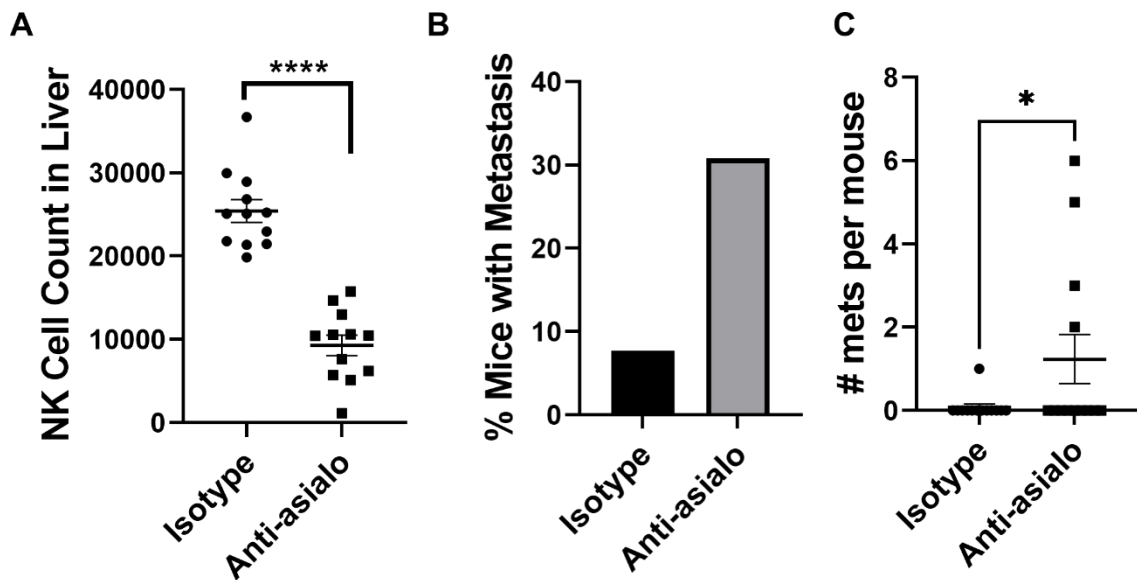 A
NK Cell Count in Liver
40000
30000
20000
10000
0
****
Isotype
Anti-asialo
B
% Mice with Metastasis
40
30
20
10
0
Isotype
Anti-asialo
C
# mets per mouse
8
6
4
2
0
*
Isotype
Anti-asialo